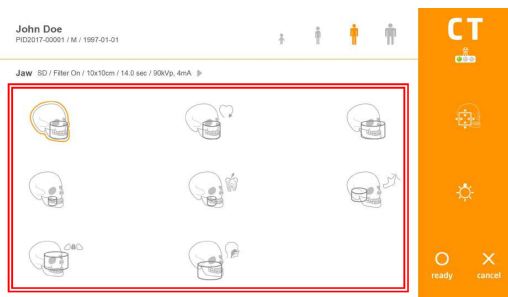 John Doe
PID2017-00001 / M / 1997-01-01
CT
Jaw SD / Filter On / 10x10cm / 14.0 sec / 90kVp, 4mA
ready
cancel